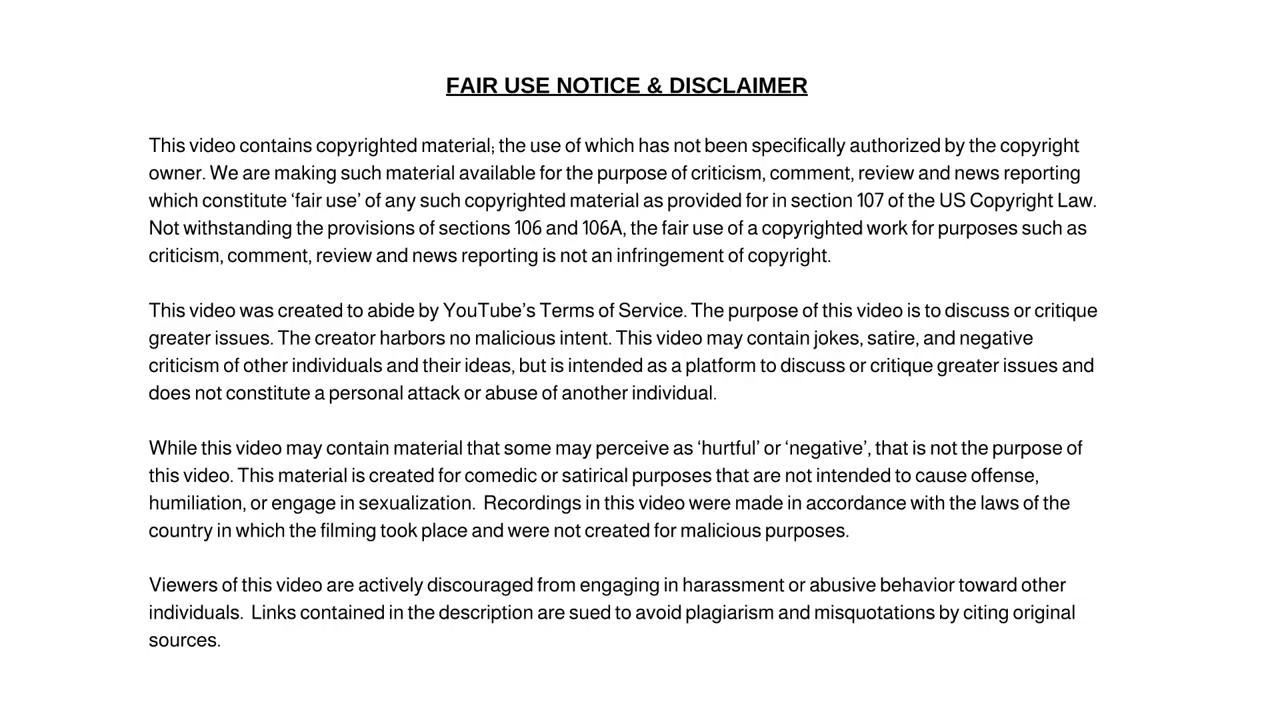 FAIR USE NOTICE & DISCLAIMER
This video contains copyrighted material; the use of which has not been specifically authorized by the copyright
owner. We are making such material available for the purpose of criticism, comment, review and news reporting
which constitute ‘fair use’ of any such copyrighted material as provided for in section 107 of the US Copyright Law.
Not withstanding the provisions of sections 106 and 106A, the fair use of a copyrighted work for purposes such as
criticism, comment, review and news reporting is not an infringement of copyright.
This video was created to abide by YouTube’s Terms of Service. The purpose of this video is to discuss or critique
greater issues. The creator harbors no malicious intent. This video may contain jokes, satire, and negative
criticism of other individuals and their ideas, but is intended as a platform to discuss or critique greater issues and
does not constitute a personal attack or abuse of another individual.
While this video may contain material that some may perceive as ‘hurtful’ or ‘negative’, that is not the purpose of
this video. This material is created for comedic or satirical purposes that are not intended to cause offense,
humiliation, or engage in sexualization.  Recordings in this video were made in accordance with the laws of the
country in which the filming took place and were not created for malicious purposes.
Viewers of this video are actively discouraged from engaging in harassment or abusive behavior toward other
individuals.  Links contained in the description are sued to avoid plagiarism and misquotations by citing original
sources.